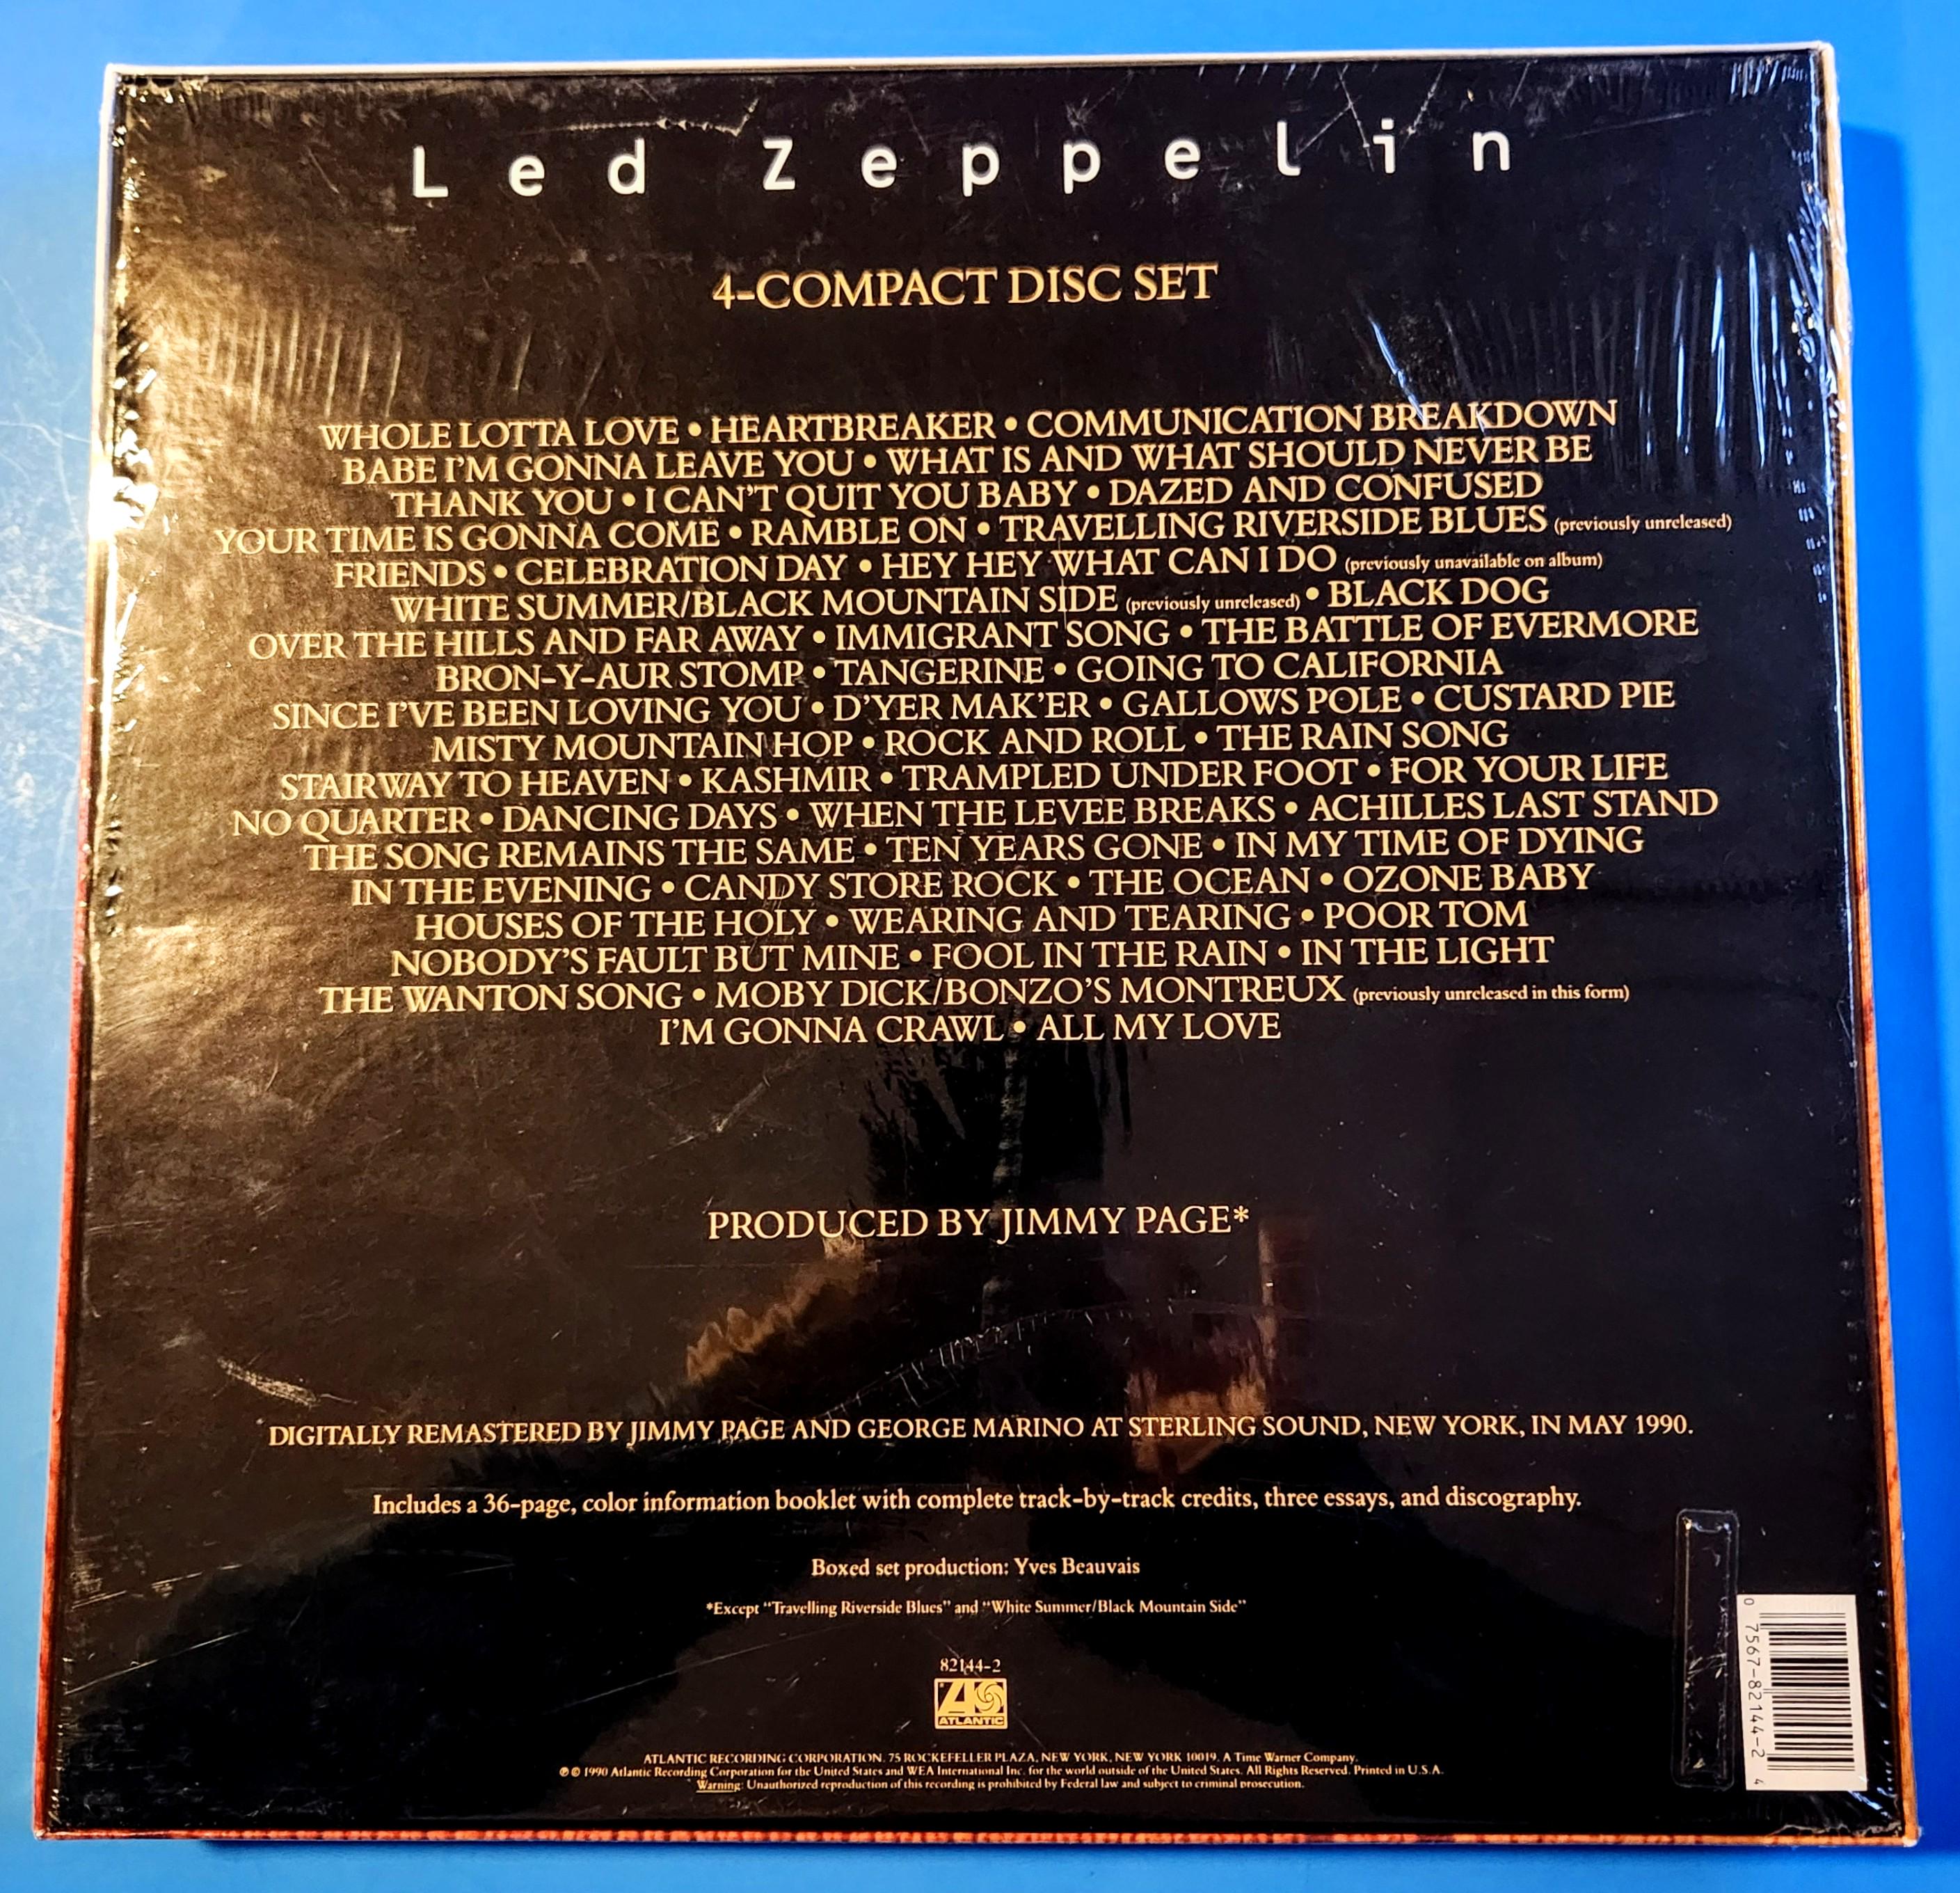 Led Zeppelin
4-COMPACT DISC SET
WHOLE LOTTA LOVE • HEARTBREAKER • COMMUNICATION BREAKDOWN
BABE I'M GONNA LEAVE YOU • WHAT IS AND WHAT SHOULD NEVER BE
THANK YOU • I CAN'T QUIT YOU BABY • DAZED AND CONFUSED
YOUR TIME IS GONNA COME • RAMBLE ON • TRAVELLING RIVERSIDE BLUES (previously unreleased)
FRIENDS • CELEBRATION DAY • HEY HEY WHAT CAN I DO (previously unavailable on album)
WHITE SUMMER/BLACK MOUNTAIN SIDE (previously unreleased) • BLACK DOG
OVER THE HILLS AND FAR AWAY • IMMIGRANT SONG • THE BATTLE OF EVERMORE
BRON-Y-AUR STOMP • TANGERINE • GOING TO CALIFORNIA
SINCE I'VE BEEN LOVING YOU • D'YER MAK'ER • GALLOWS POLE • CUSTARD PIE
MISTY MOUNTAIN HOP • ROCK AND ROLL • THE RAIN SONG
STAIRWAY TO HEAVEN • KASHMIR • TRAMPLED UNDER FOOT • FOR YOUR LIFE
NO QUARTER • DANCING DAYS • WHEN THE LEVEE BREAKS • ACHILLES LAST STAND
THE SONG REMAINS THE SAME • TEN YEARS GONE • IN MY TIME OF DYING
IN THE EVENING • CANDY STORE ROCK • THE OCEAN • OZONE BABY
HOUSES OF THE HOLY • WEARING AND TEARING • POOR TOM
NOBODY'S FAULT BUT MINE • FOOL IN THE RAIN • IN THE LIGHT
THE WANTON SONG • MOBY DICK/BONZO'S MONTREUX (previously unreleased in this form)
I'M GONNA CRAWL • ALL MY LOVE
PRODUCED BY JIMMY PAGE*
DIGITALLY REMASTERED BY JIMMY PAGE AND GEORGE MARINO AT STERLING SOUND, NEW YORK, IN MAY 1990.
Includes a 36-page, color information booklet with complete track-by-track credits, three essays, and discography.
Boxed set production: Yves Beauvais
*Except "Travelling Riverside Blues" and "White Summer/Black Mountain Side"
82144-2
ATLANTIC
ATLANTIC RECORDING CORPORATION, 75 ROCKEFELLER PLAZA, NEW YORK, NEW YORK 10019. A Time Warner Company.
℗ © 1990 Atlantic Recording Corporation for the United States and WEA International Inc. for the world outside of the United States. All Rights Reserved. Printed in U.S.A.
Warning: Unauthorized reproduction of this recording is prohibited by Federal law and subject to criminal prosecution.
0 7567-82144-2 4